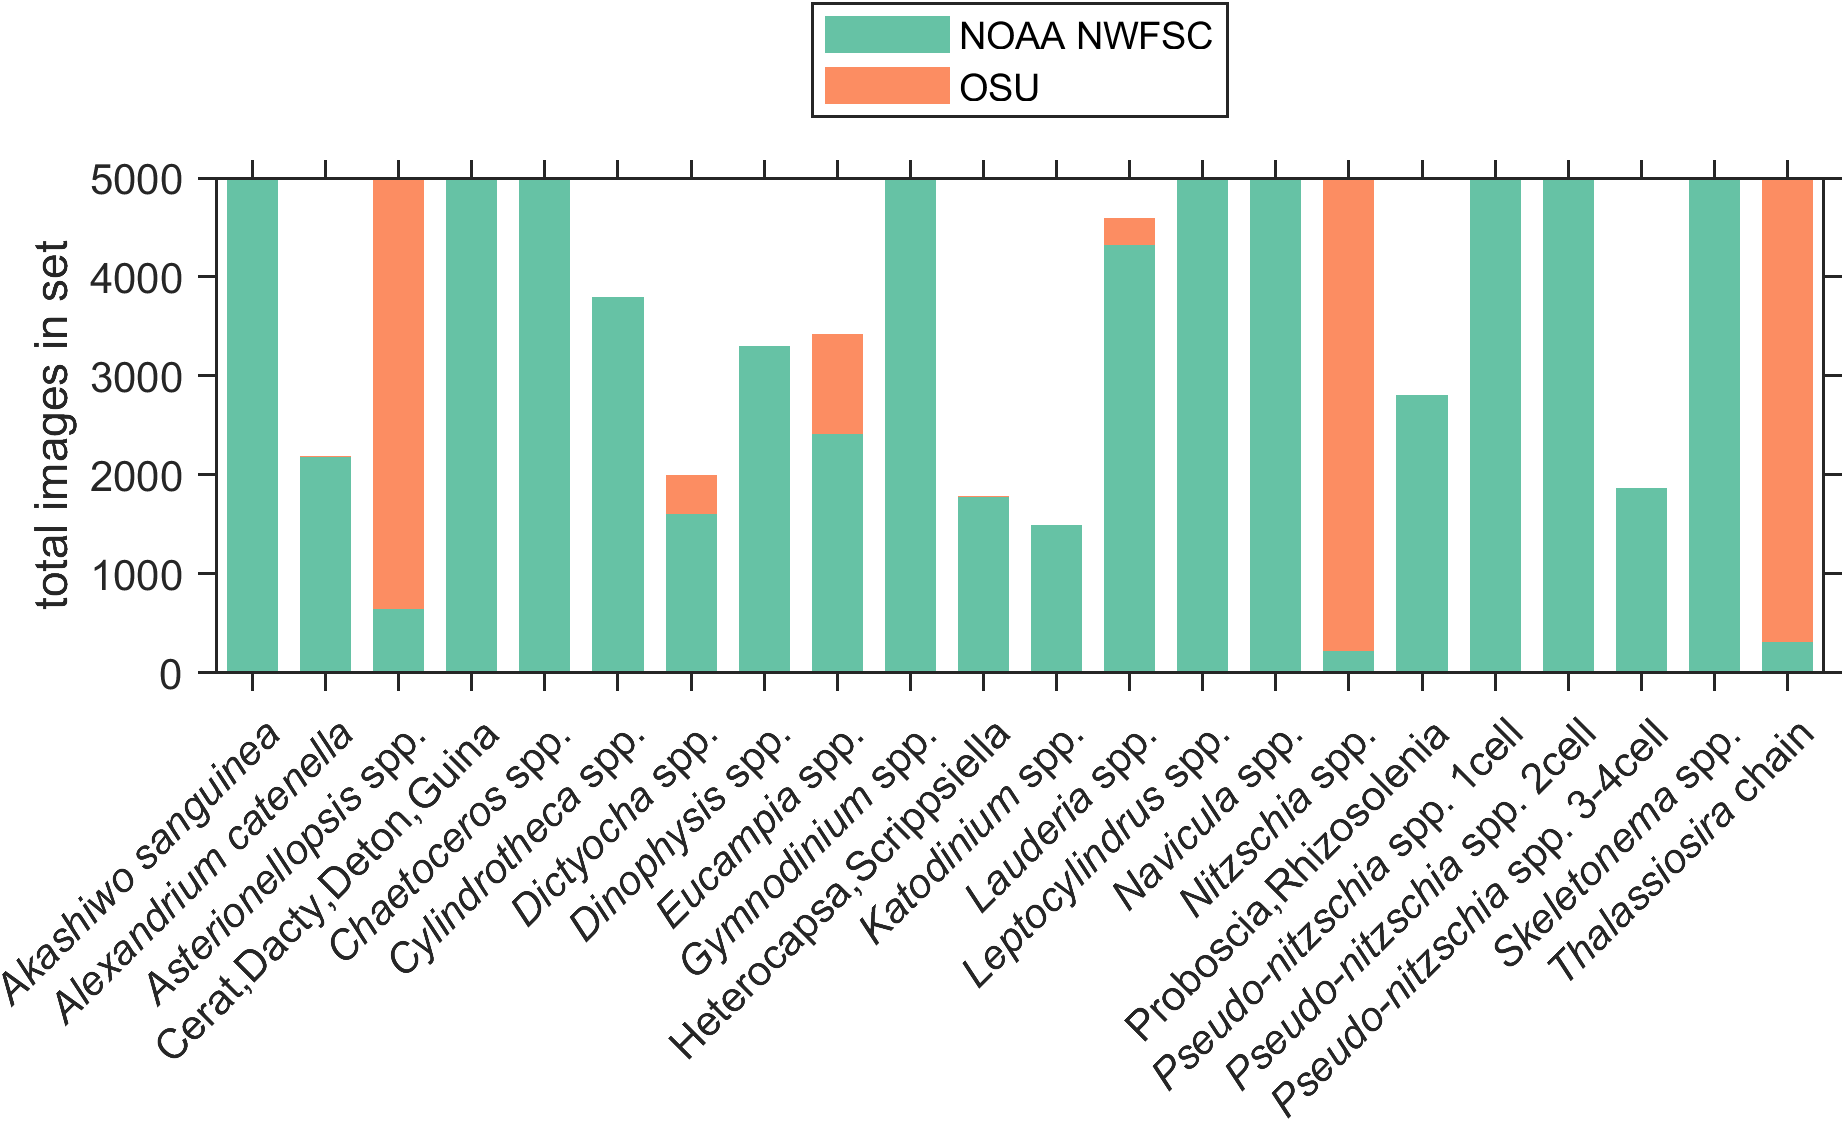 NOAA NWFSC
OSU
total images in set
5000
4000
3000
2000
1000
0
Akashiwo sanguinea
Alexandrium catenella
Asterionellopsis spp.
Cerat,Dacty,Deton,Guina
Chaetoceros spp.
Cylindrotheca spp.
Dictyocha spp.
Dinophysis spp.
Eucampia spp.
Gymnodinium spp.
Heterocapsa,Scrippsiella
Katodinium spp.
Lauderia spp.
Leptocylindrus spp.
Navicula spp.
Nitzschia spp.
Proboscia,Rhizosolenia
Pseudo-nitzschia spp. 1cell
Pseudo-nitzschia spp. 2cell
Pseudo-nitzschia spp. 3-4cell
Skeletonema spp.
Thalassiosira chain